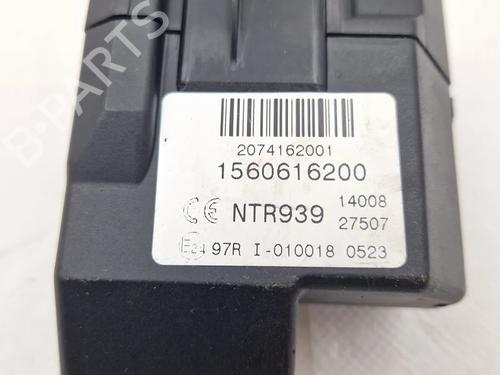 2074162001
1560616200
CE NTR939 14008
27507
E24 97R I-010018 0523
B-PARTS